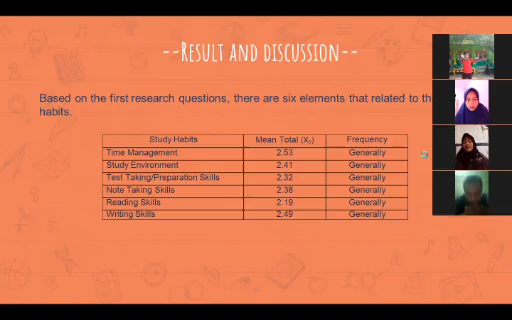 --Result and discussion--
Based on the first research questions, there are six elements that related to the
habits.
Study Habits Mean Total (X₂) Frequency
Time Management 2.53 Generally
Study Environment 2.41 Generally
Test Taking/Preparation Skills 2.32 Generally
Note Taking Skills 2.38 Generally
Reading Skills 2.19 Generally
Writing Skills 2.49 Generally